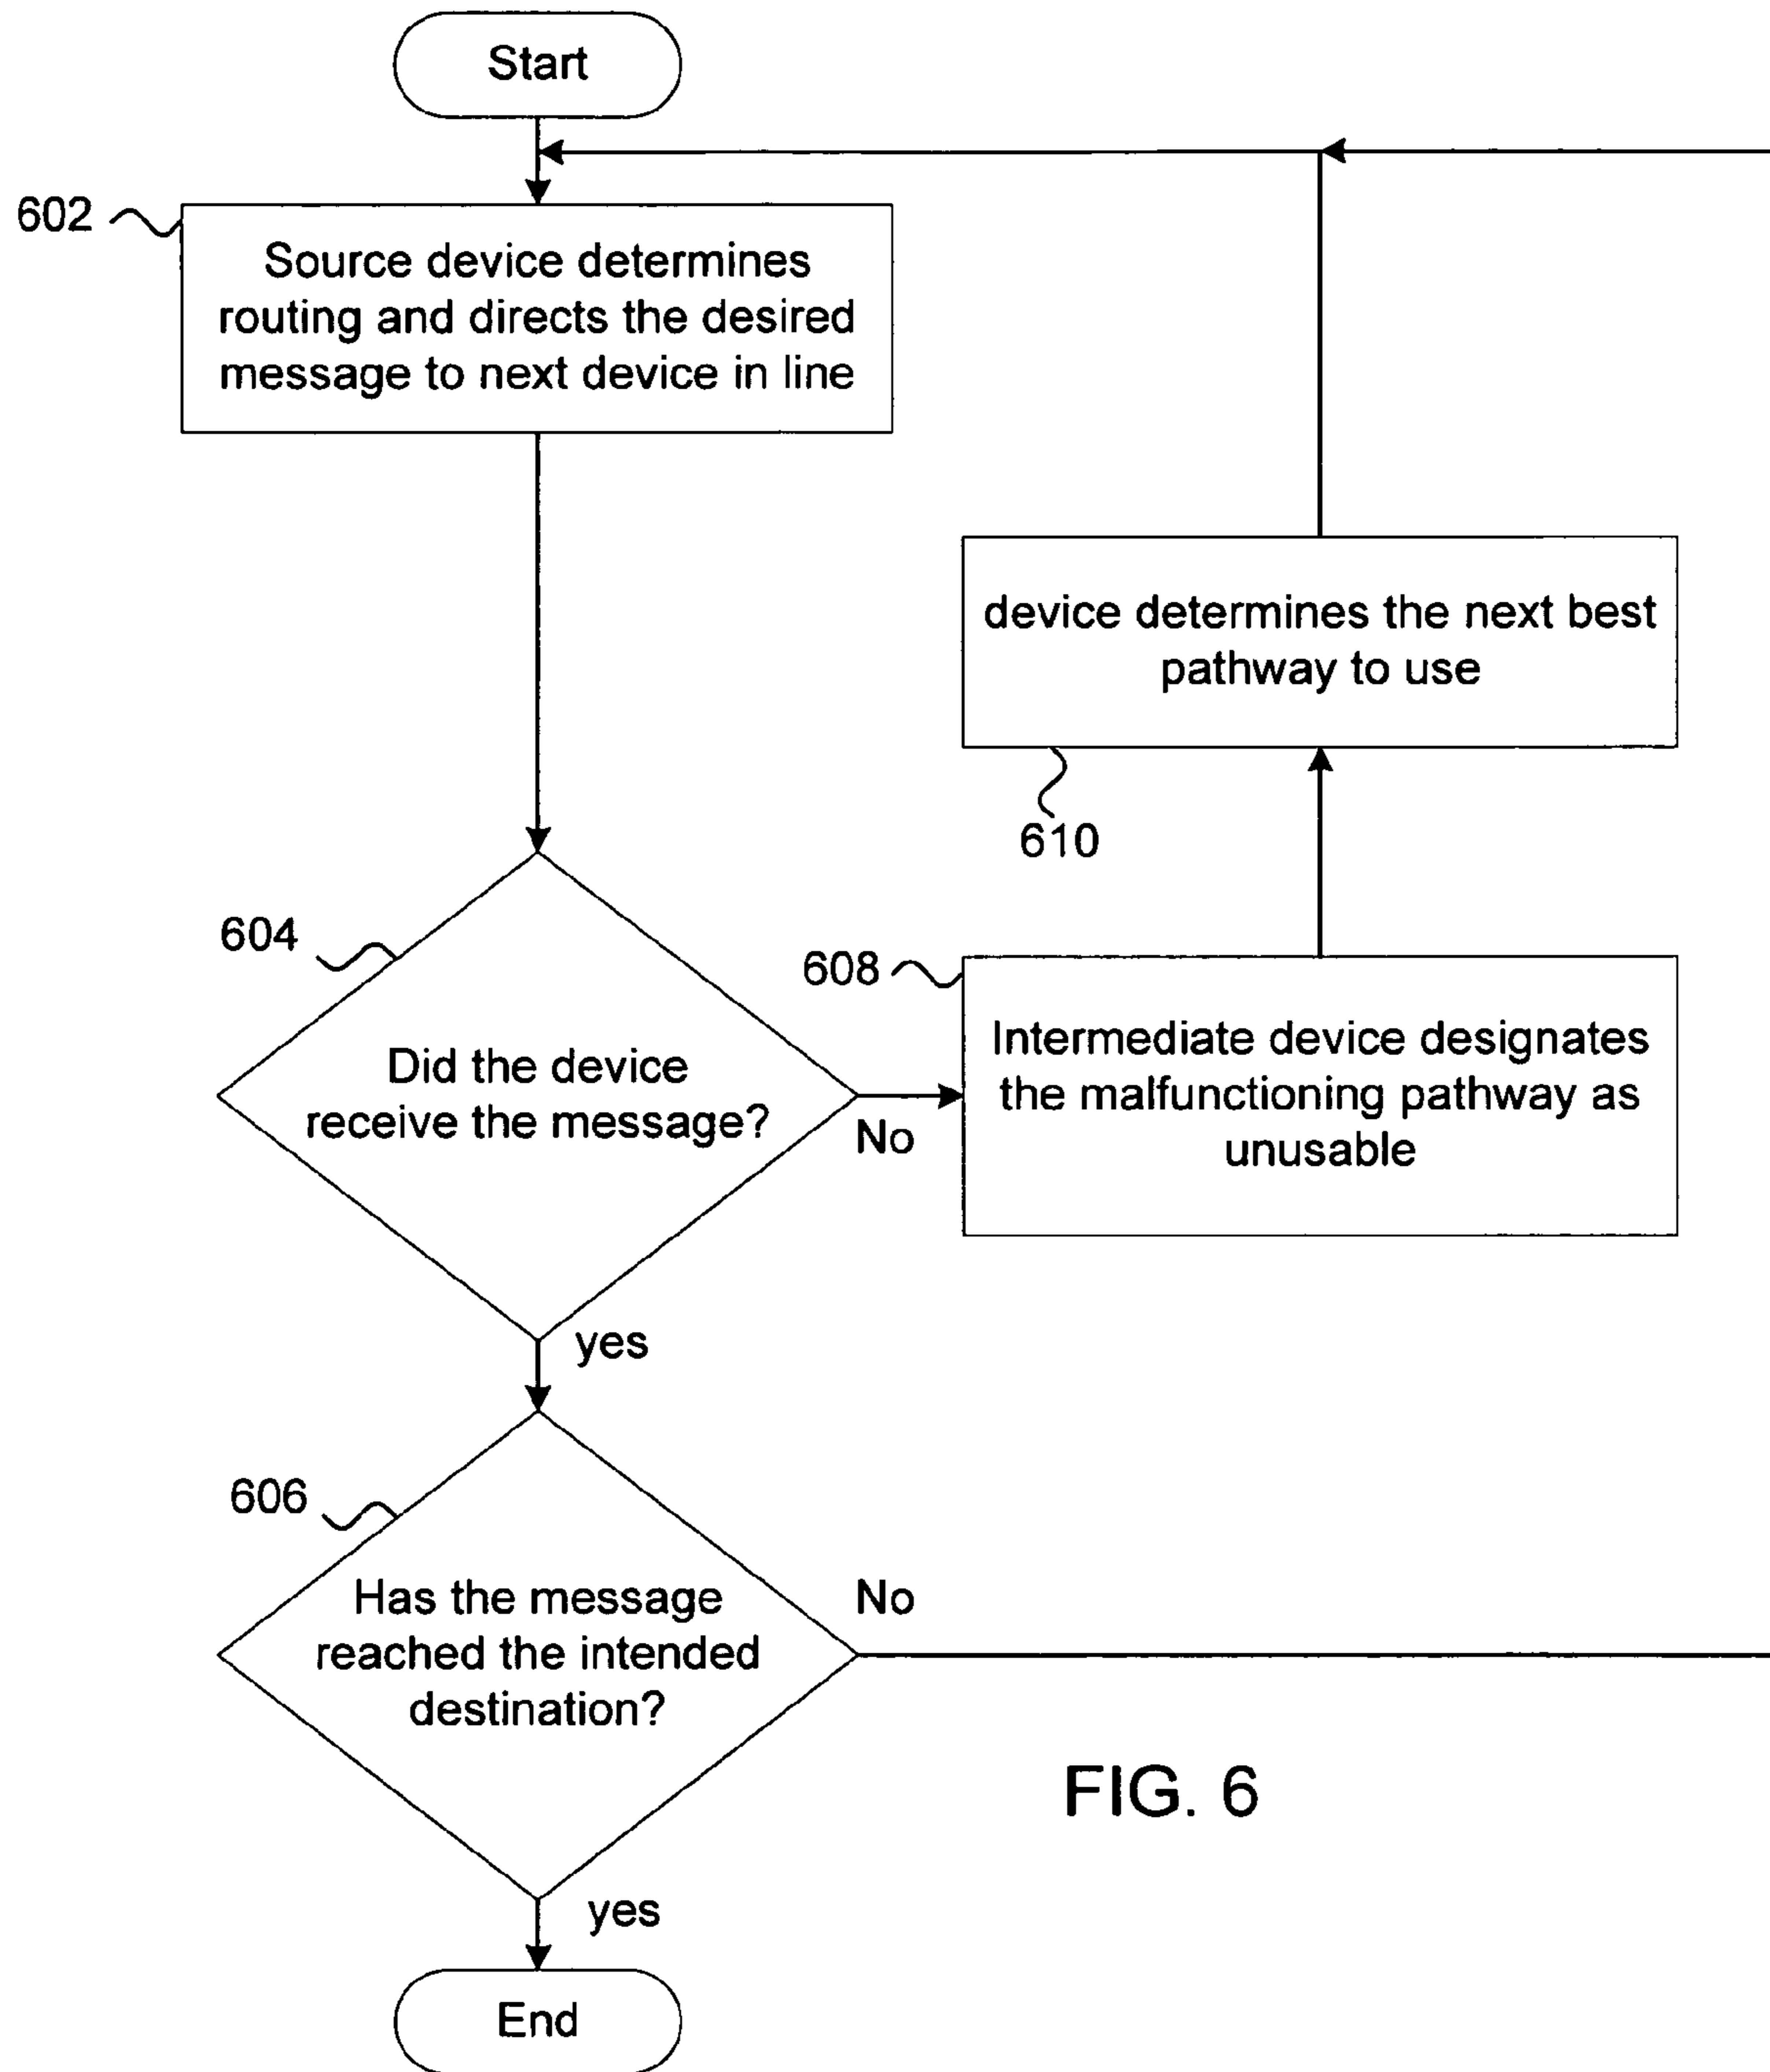 Start
602
Source device determines
routing and directs the desired
message to next device in line
device determines the next best
pathway to use
610
604
Did the device
receive the message?
No
608
Intermediate device designates
the malfunctioning pathway as
unusable
yes
606
Has the message
reached the intended
destination?
No
yes
End
FIG. 6